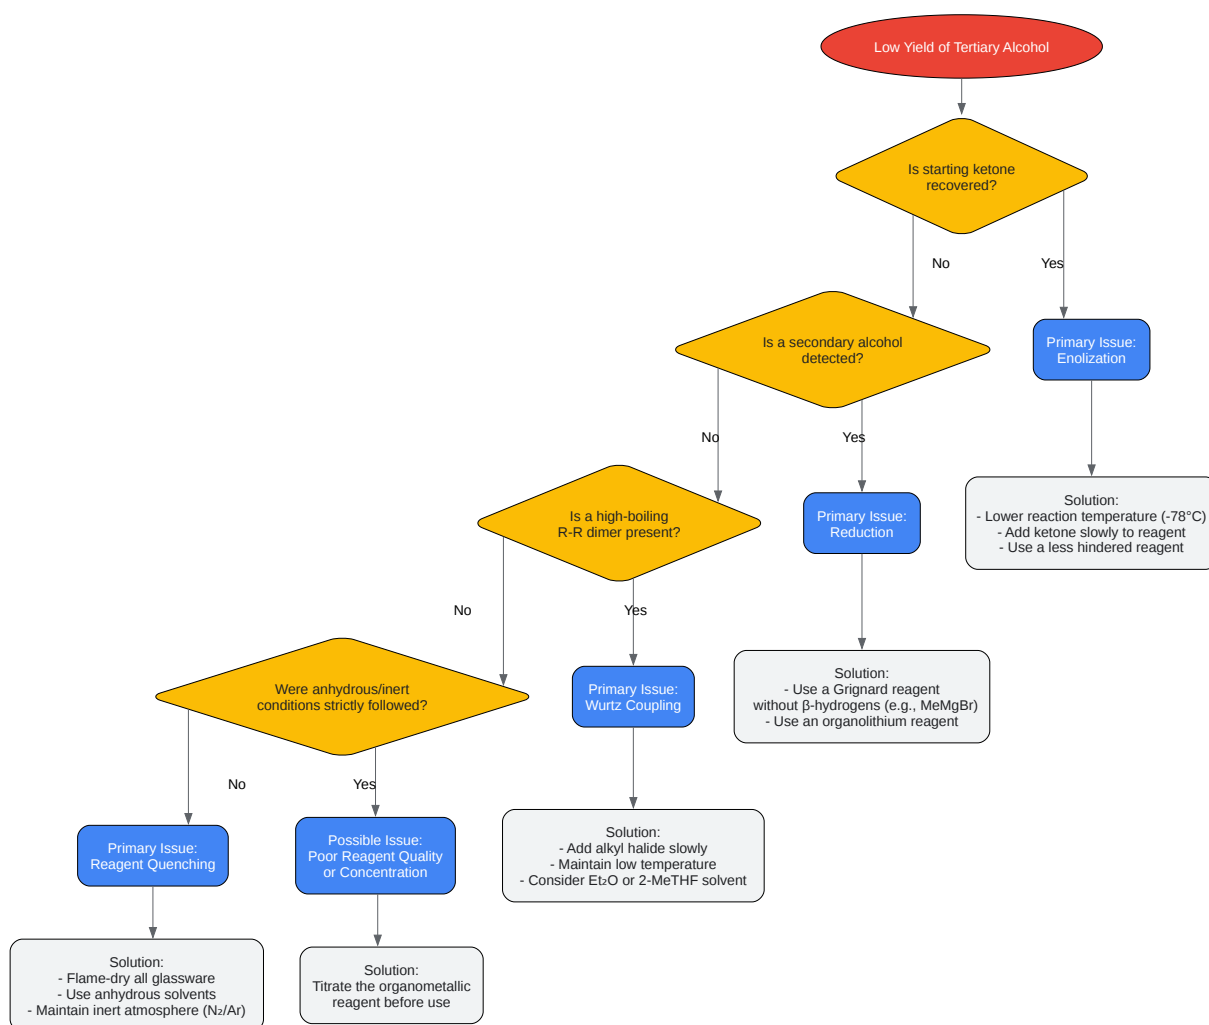 Low Yield of Tertiary Alcohol
Is starting ketone
recovered?
No
Yes
Is a secondary alcohol
detected?
Primary Issue:
Enolization
No
Yes
Is a high-boiling
R-R dimer present?
Primary Issue:
Reduction
Solution:
- Lower reaction temperature (-78°C)
- Add ketone slowly to reagent
- Use a less hindered reagent
No
Yes
Were anhydrous/inert
conditions strictly followed?
Primary Issue:
Wurtz Coupling
Solution:
- Use a Grignard reagent
without β-hydrogens (e.g., MeMgBr)
- Use an organolithium reagent
No
Yes
Primary Issue:
Reagent Quenching
Possible Issue:
Poor Reagent Quality
or Concentration
Solution:
- Add alkyl halide slowly
- Maintain low temperature
- Consider Et₂O or 2-MeTHF solvent
Solution:
- Flame-dry all glassware
- Use anhydrous solvents
- Maintain inert atmosphere (N₂/Ar)
Solution:
Titrate the organometallic
reagent before use